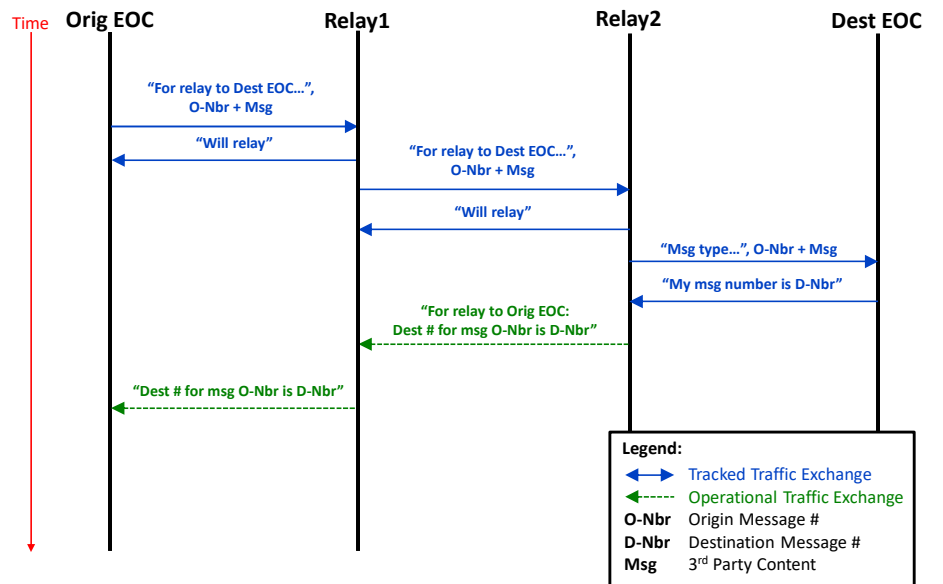 Time
Orig EOC
Relay1
Relay2
Dest EOC
“For relay to Dest EOC…”,
O-Nbr + Msg
“Will relay”
“For relay to Dest EOC…”,
O-Nbr + Msg
“Will relay”
“Msg type…”, O-Nbr + Msg
“My msg number is D-Nbr”
“For relay to Orig EOC:
Dest # for msg O-Nbr is D-Nbr”
“Dest # for msg O-Nbr is D-Nbr”
Legend:
Tracked Traffic Exchange
Operational Traffic Exchange
O-Nbr Origin Message #
D-Nbr Destination Message #
Msg 3rd Party Content